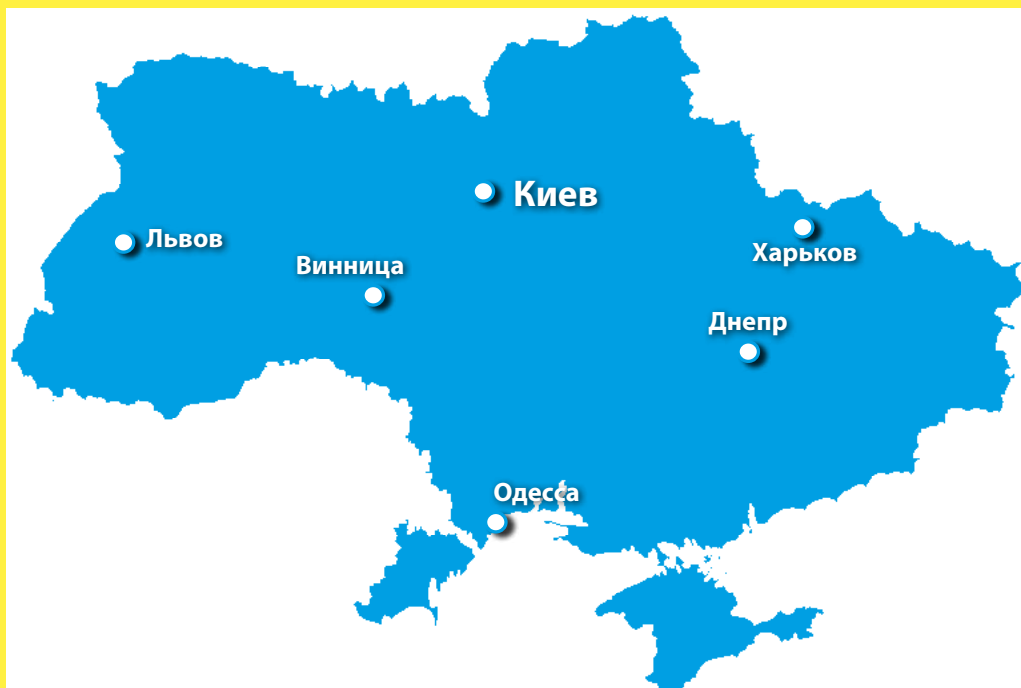 Киев
Львов
Харьков
Винница
Днепр
Одесса